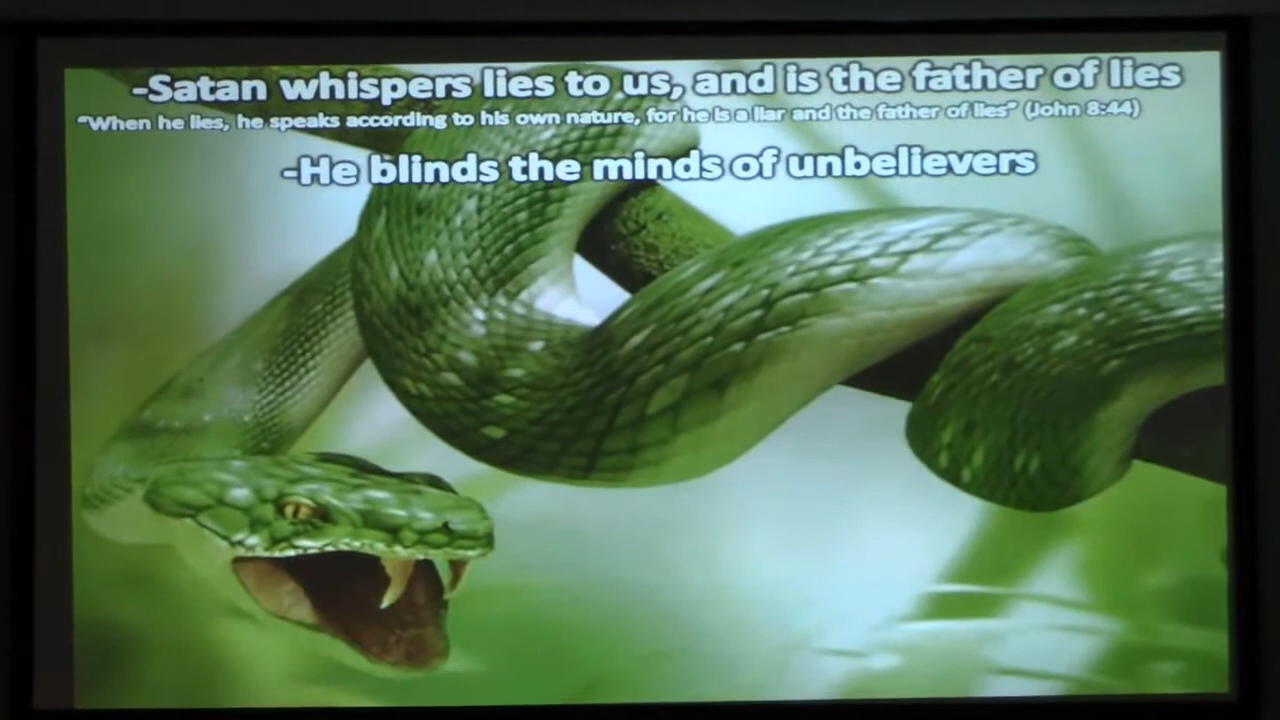 -Satan whispers lies to us, and is the father of lies
"When he lies, he speaks according to his own nature, for he is a liar and the father of lies" (John 8:44)
-He blinds the minds of unbelievers